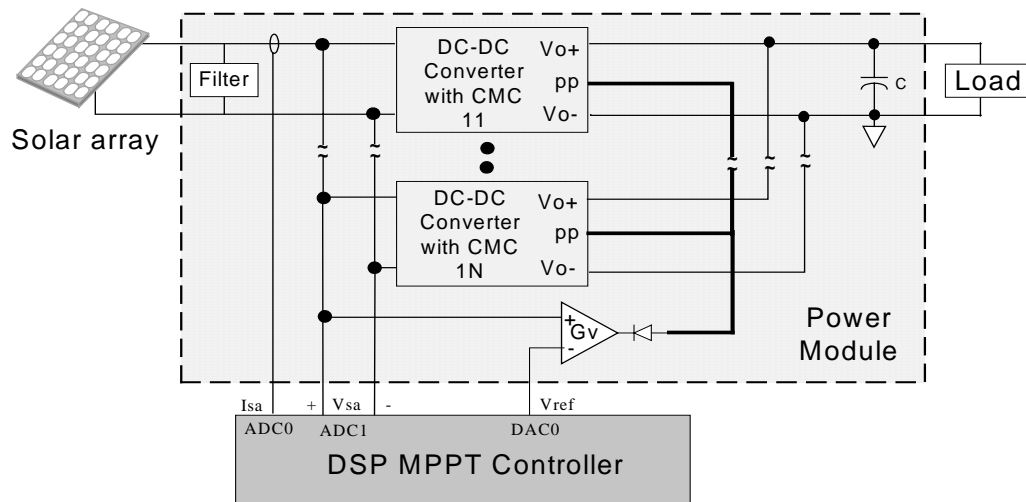 Solar array
Filter
DC-DC
Converter
with CMC
11
Vo+
pp
Vo-
C
Load
DC-DC
Converter
with CMC
1N
Vo+
pp
Vo-
+
Gv
-
Power
Module
Isa
+ Vsa -
Vref
ADC0
ADC1
DAC0
DSP MPPT Controller